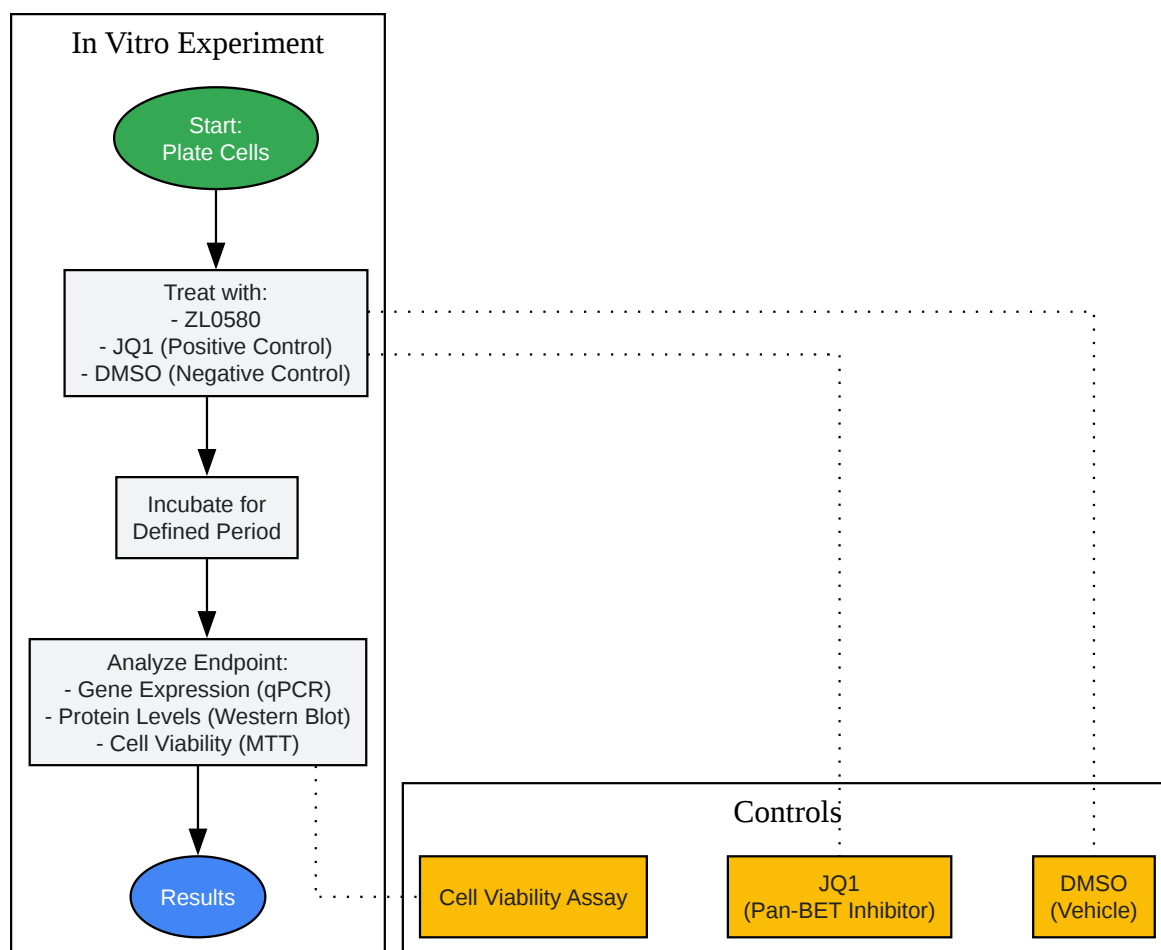 In Vitro Experiment
Start:
Plate Cells
Treat with:
- ZL0580
- JQ1 (Positive Control)
- DMSO (Negative Control)
Incubate for
Defined Period
Analyze Endpoint:
- Gene Expression (qPCR)
- Protein Levels (Western Blot)
- Cell Viability (MTT)
Results
Controls
Cell Viability Assay
JQ1
(Pan-BET Inhibitor)
DMSO
(Vehicle)